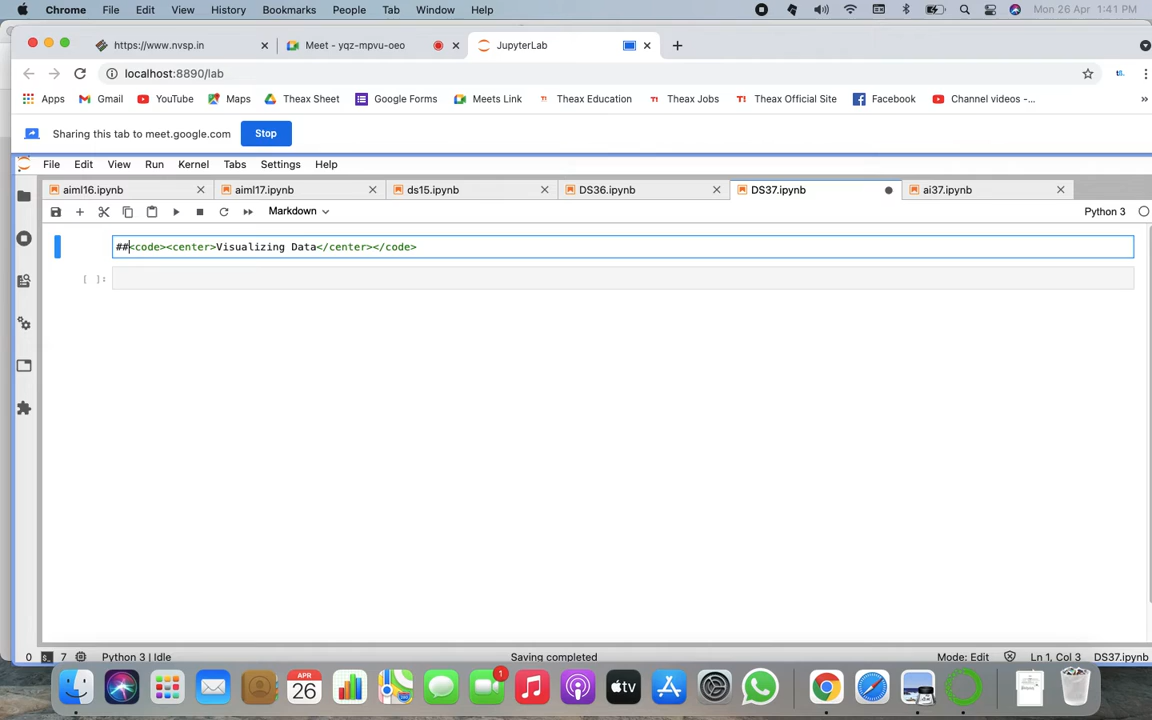 Chrome File Edit View History Bookmarks People Tab Window Help Mon 26 Apr 1:41 PM
https://www.nvsp.in Meet - yqz-mpvu-oeo JupyterLab
localhost:8890/lab
Apps Gmail YouTube Maps Theax Sheet Google Forms Meets Link Theax Education Theax Jobs Theax Official Site Facebook Channel videos -... »
Sharing this tab to meet.google.com Stop
File Edit View Run Kernel Tabs Settings Help
aiml16.ipynb aiml17.ipynb ds15.ipynb DS36.ipynb DS37.ipynb ai37.ipynb
Markdown Python 3
##<code><center>Visualizing Data</center></code>
[ ]:
0 7 Python 3 | Idle Saving completed Mode: Edit Ln 1, Col 3 DS37.ipynb
APR
26
1
tv